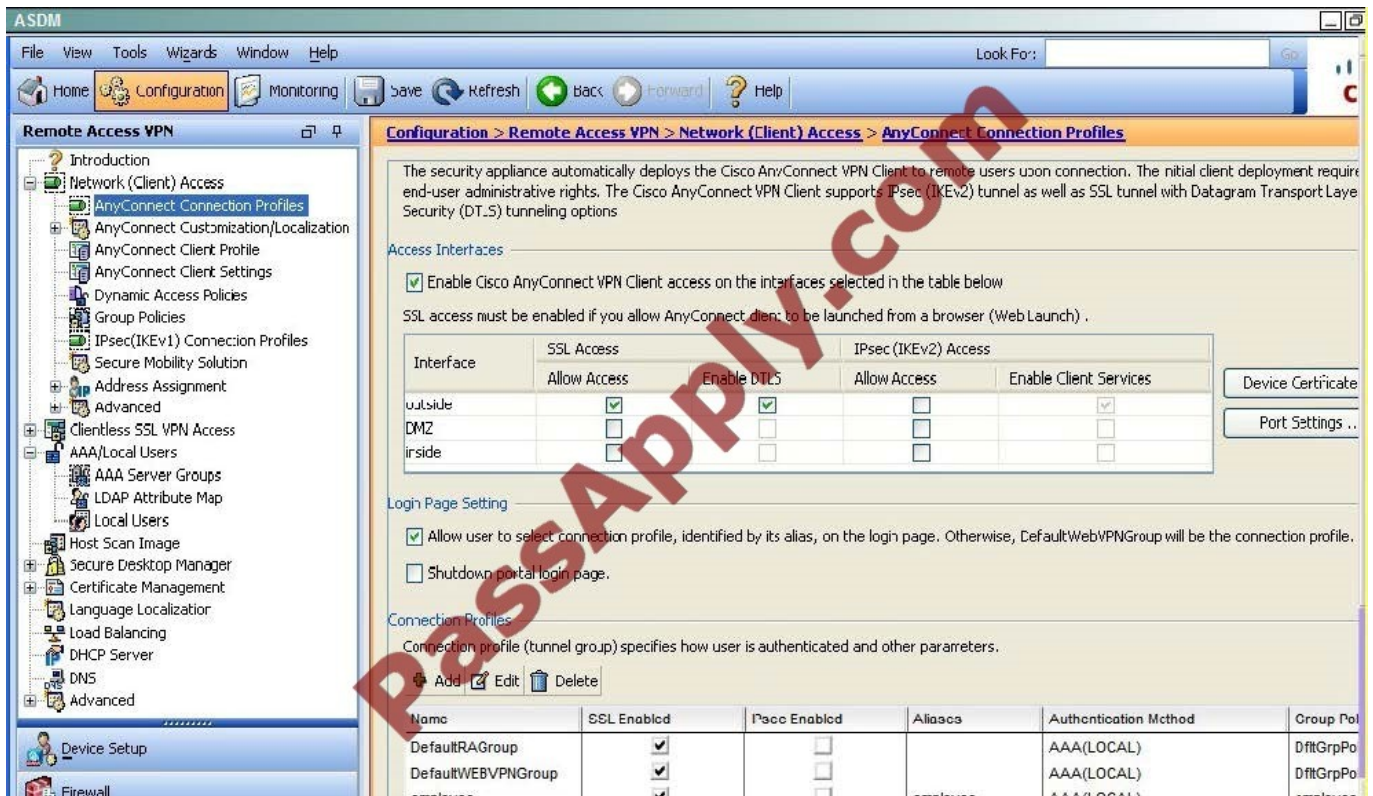 ASDM
File View Tools Wizards Window Help
Look For:
Go
Home Configuration Monitoring Save Refresh Back Forward Help
Remote Access VPN
Introduction
Network (Client) Access
AnyConnect Connection Profiles
AnyConnect Customization/Localization
AnyConnect Client Profile
AnyConnect Client Settings
Dynamic Access Policies
Group Policies
IPsec(IKEv1) Connection Profiles
Secure Mobility Solution
Address Assignment
Advanced
Clientless SSL VPN Access
AAA/Local Users
AAA Server Groups
LDAP Attribute Map
Local Users
Host Scan Image
Secure Desktop Manager
Certificate Management
Language Localization
Load Balancing
DHCP Server
DNS
Advanced
Device Setup
Firewall
Configuration > Remote Access VPN > Network (Client) Access > AnyConnect Connection Profiles
The security appliance automatically deploys the Cisco AnyConnect VPN Client to remote users upon connection. The nitial client deployment require
end-user administrative rights. The Cisco AnyConnect VPN Client supports IPsec (IKEv2) tunnel as well as SSL tunnel with Datagram Transport Laye
Security (DTLS) tunneling options
Access Interfaces
Enable Cisco AnyConnect VPN Client access on the interfaces selected in the table below
SSL access must be enabled if you allow AnyConnect client to be launched from a browser (Web Launch) .
Interface SSL Access IPsec (IKEv2) Access
Allow Access Enable DTLS Allow Access Enable Client Services
outside
DMZ
inside
Device Certificate
Port Settings ..
Login Page Setting
Allow user to select connection profile, identified by its alias, on the login page. Otherwise, DefaultWebVPNGroup will be the connection profile.
Shutdown portal login page.
Connection Profiles
Connection profile (tunnel group) specifies how user is authenticated and other parameters.
Add Edit Delete
Name SSL Enabled IPsec Enabled Aliases Authentication Method Group Pol
DefaultRAGroup AAA(LOCAL) DfltGrpPo
DefaultWEBVPNGroup AAA(LOCAL) DfltGrpPo
employee employee AAA(LOCAL) employee
PassApply.com